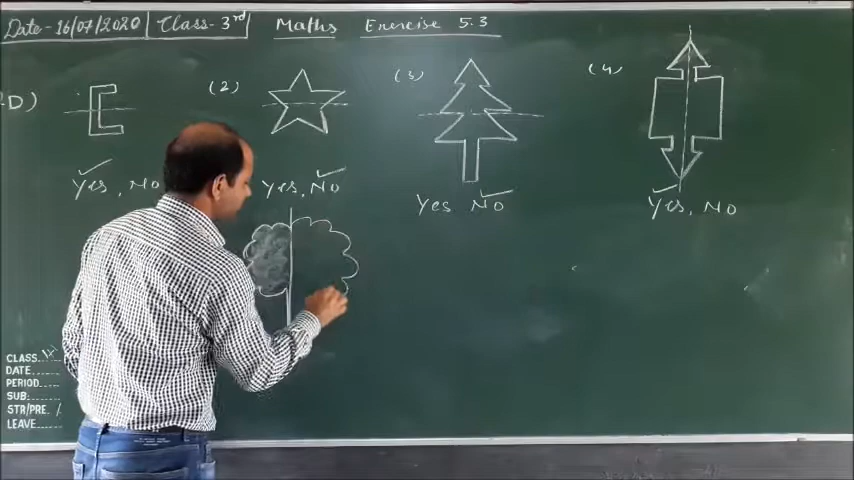 Date - 16/07/2020 Class - 3rd Maths Exercise 5.3
D) (2) (3) (4)
Yes, No Yes, No Yes No Yes, No
CLASS
DATE
PERIOD
SUB.
STR/PRE.
LEAVE